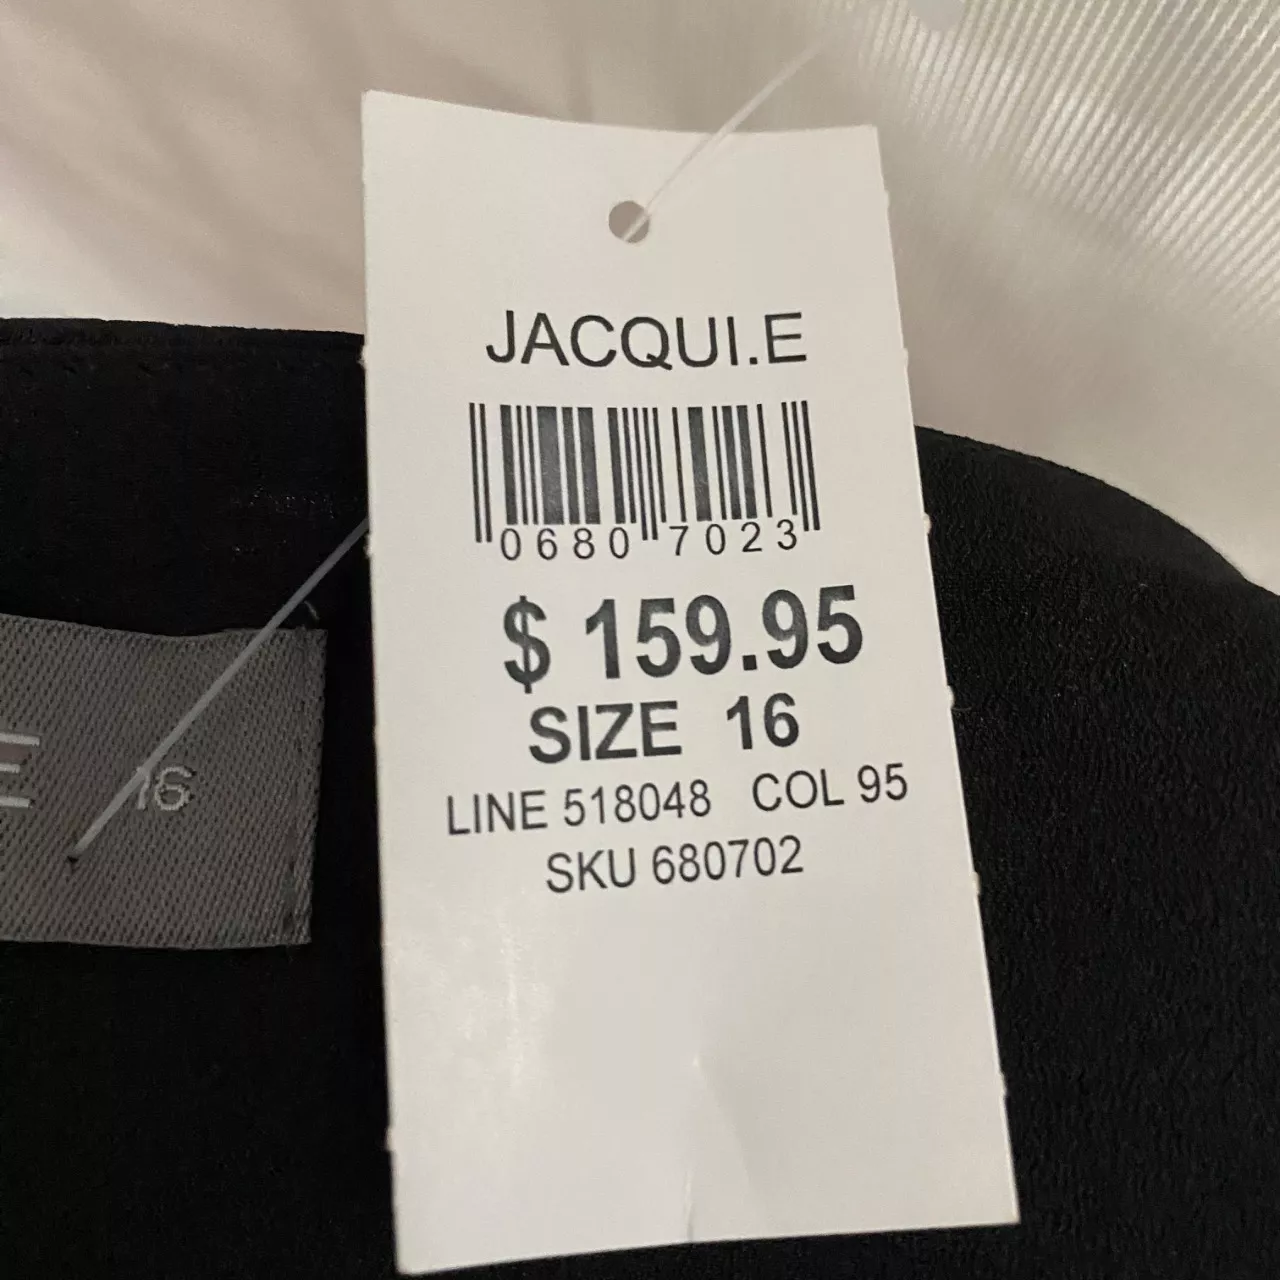 JACQUI.E
0680 7023
$ 159.95
SIZE 16
LINE 518048 COL 95
SKU 680702
E 16